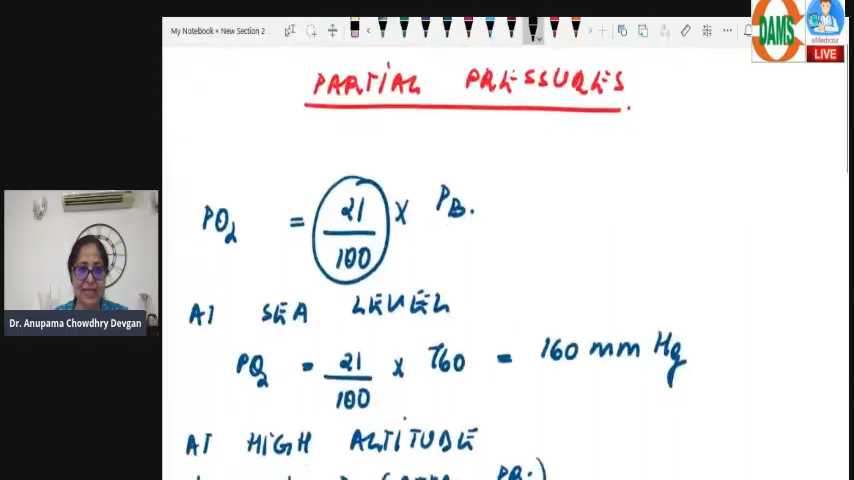 My Notebook » New Section 2
DAMS
eMedicoz
LIVE
PARTIAL PRESSURES
PO2 = 21/100 × PB.
AT SEA LEVEL
PO2 = 21/100 × 760 = 160 mm Hg
AT HIGH ALTITUDE
Dr. Anupama Chowdhry Devgan